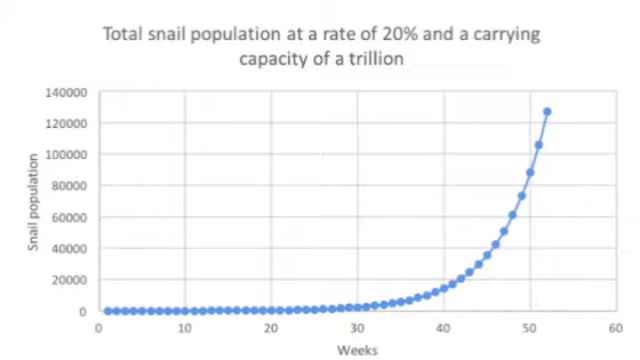 Total snail population at a rate of 20% and a carrying
capacity of a trillion
140000
120000
100000
80000
60000
40000
20000
0
Snail population
0 10 20 30 40 50 60
Weeks